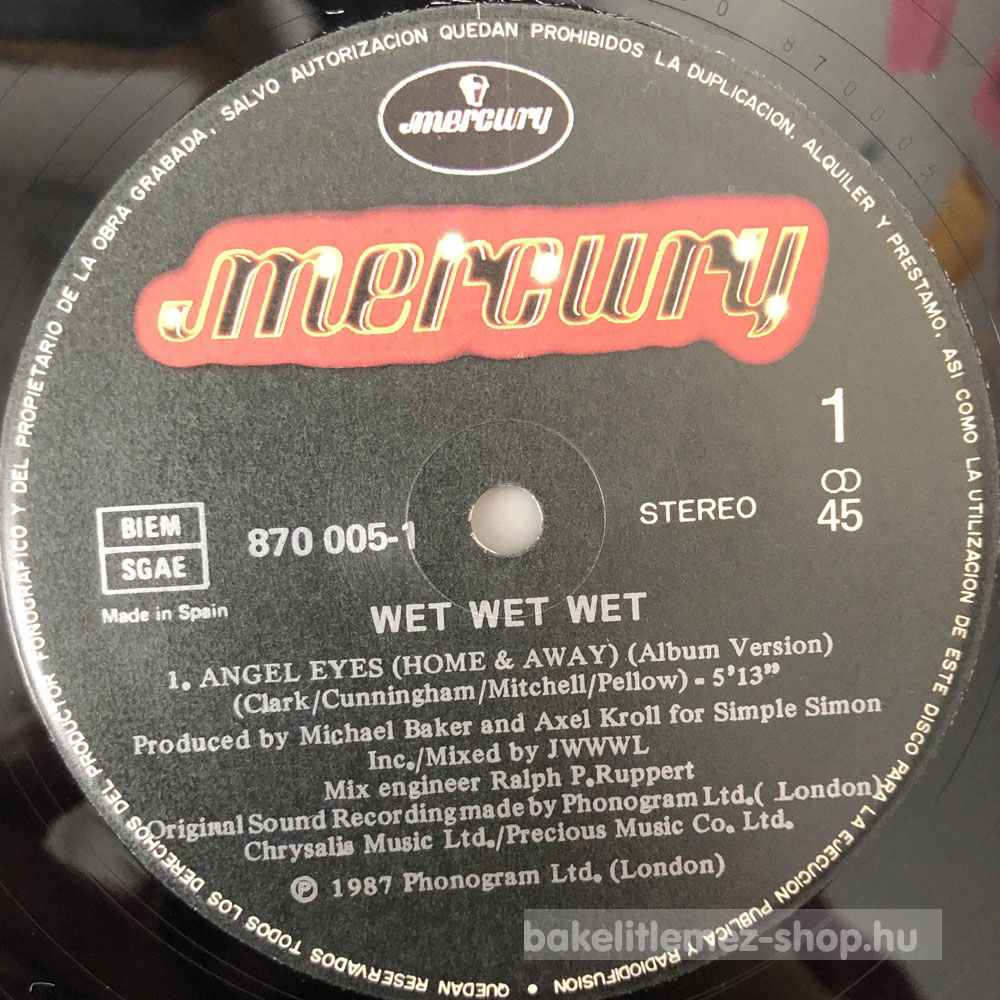 QUEDAN RESERVADOS TODOS LOS DERECHOS DEL PRODUCTOR FONOGRAFICO Y DEL PROPIETARIO DE LA OBRA GRABADA, SALVO AUTORIZACION QUEDAN PROHIBIDOS LA DUPLICACION, ALQUILER Y PRESTAMO, ASI COMO LA UTILIZACION DE ESTE DISCO PARA LA EJECUCION PUBLICA Y RADIODIFUSION •
mercury
mercury
1
45
STEREO
BIEM
SGAE
870 005-1
Made in Spain
WET WET WET
1. ANGEL EYES (HOME & AWAY) (Album Version)
(Clark/Cunningham/Mitchell/Pellow) - 5'13"
Produced by Michael Baker and Axel Kroll for Simple Simon
Inc./Mixed by JWWWL
Mix engineer Ralph P.Ruppert
Original Sound Recording made by Phonogram Ltd.( London)
Chrysalis Music Ltd./Precious Music Co. Ltd.
℗ 1987 Phonogram Ltd. (London)
bakelitlemez-shop.hu